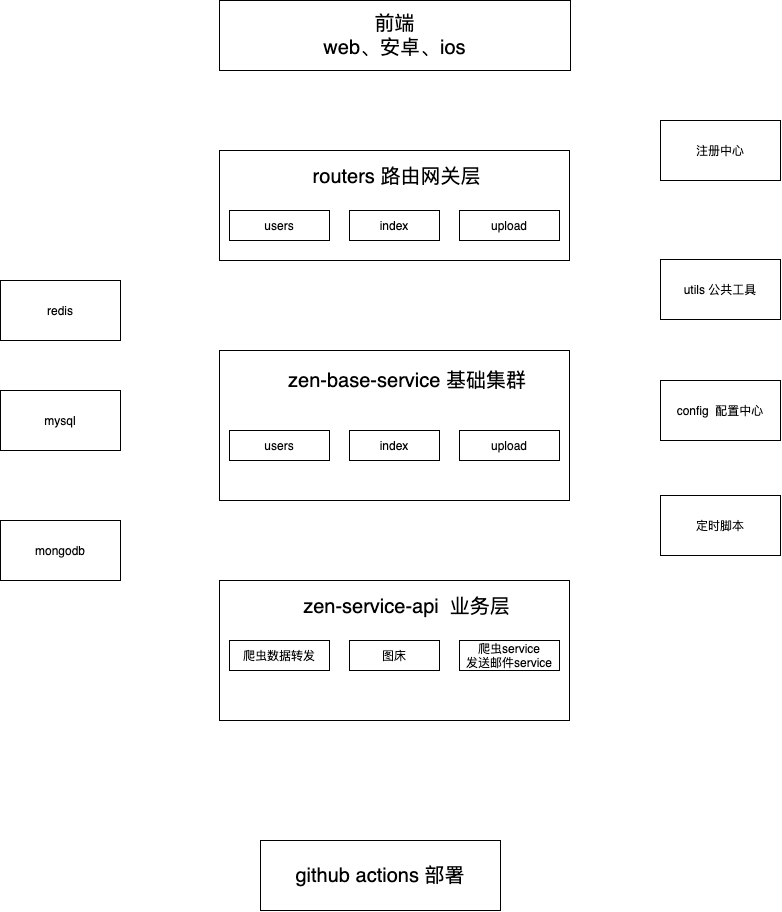 前端
web、安卓、ios
注册中心
routers 路由网关层
users
index
upload
utils 公共工具
redis
zen-base-service 基础集群
config 配置中心
mysql
users
index
upload
定时脚本
mongodb
zen-service-api 业务层
爬虫数据转发
图床
爬虫service
发送邮件service
github actions 部署